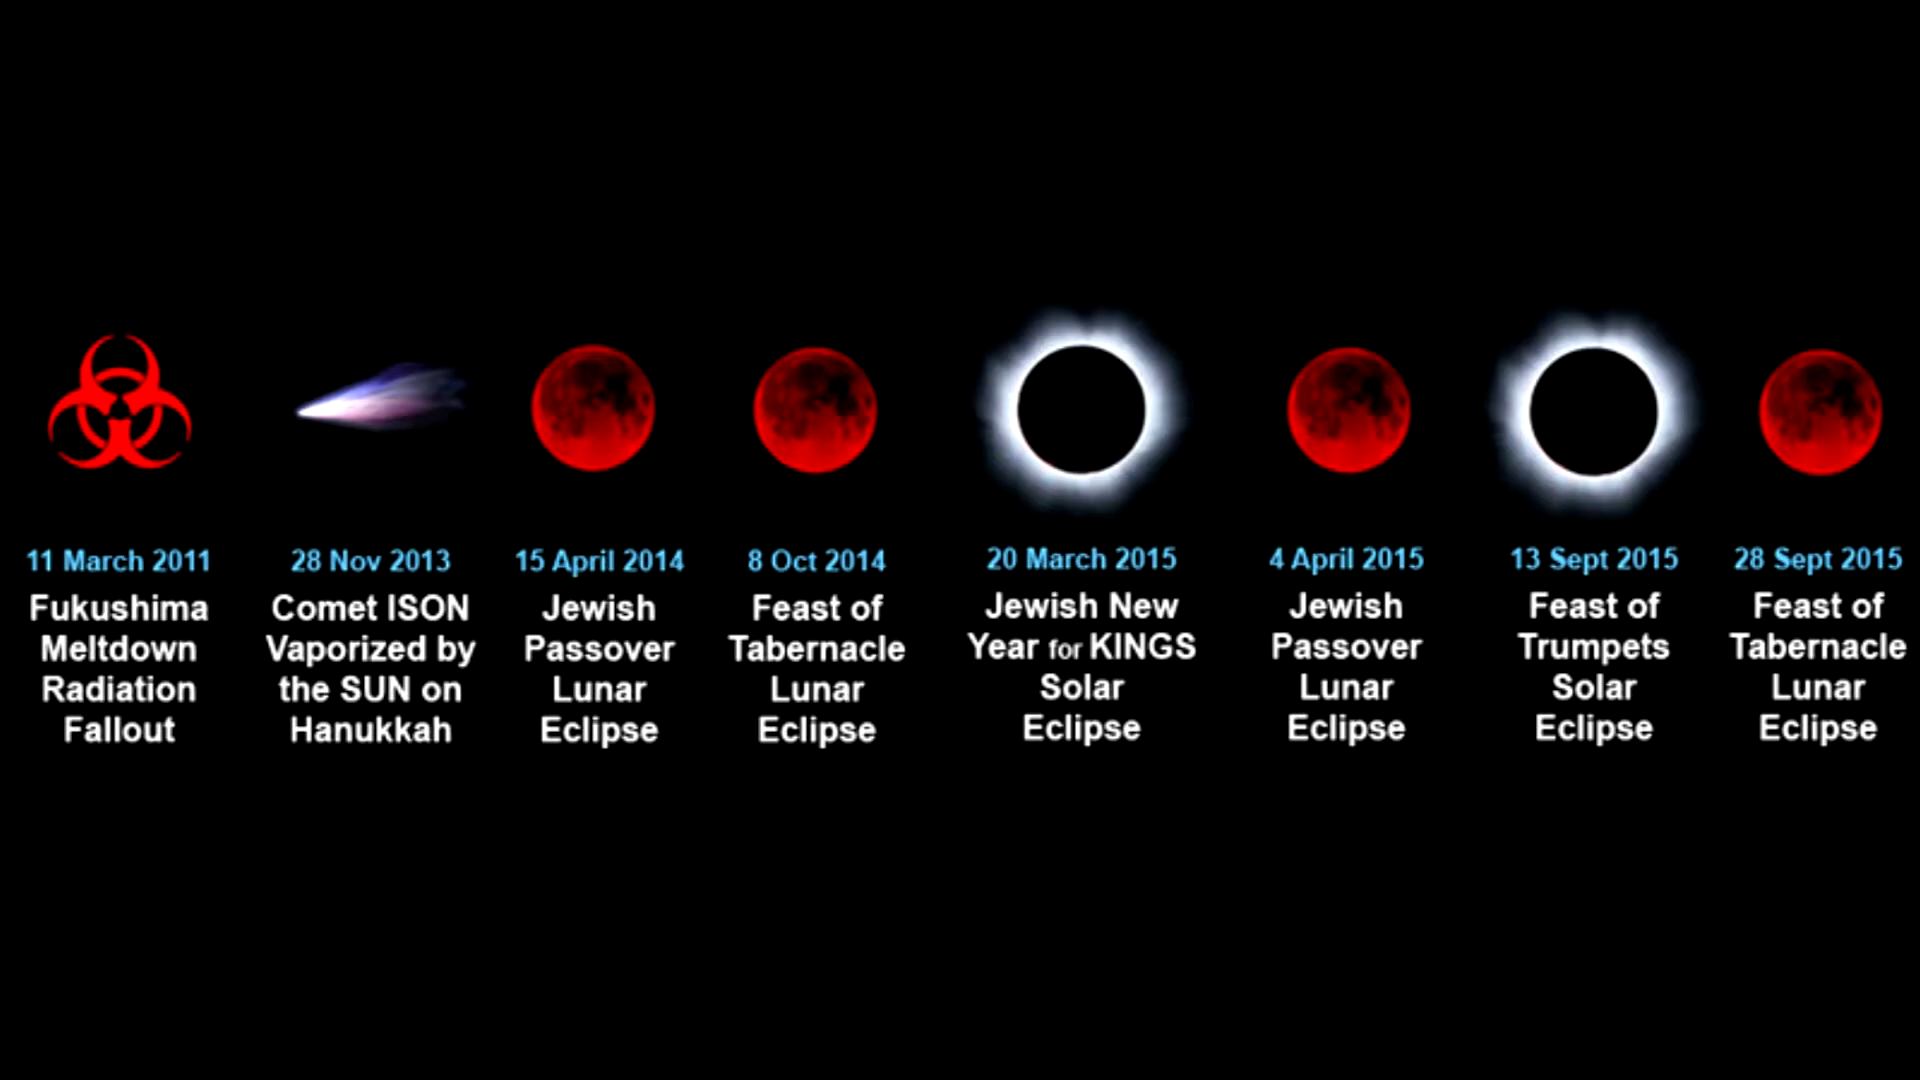 11 March 2011
Fukushima
Meltdown
Radiation
Fallout
28 Nov 2013
Comet ISON
Vaporized by
the SUN on
Hanukkah
15 April 2014
Jewish
Passover
Lunar
Eclipse
8 Oct 2014
Feast of
Tabernacle
Lunar
Eclipse
20 March 2015
Jewish New
Year for KINGS
Solar
Eclipse
4 April 2015
Jewish
Passover
Lunar
Eclipse
13 Sept 2015
Feast of
Trumpets
Solar
Eclipse
28 Sept 2015
Feast of
Tabernacle
Lunar
Eclipse